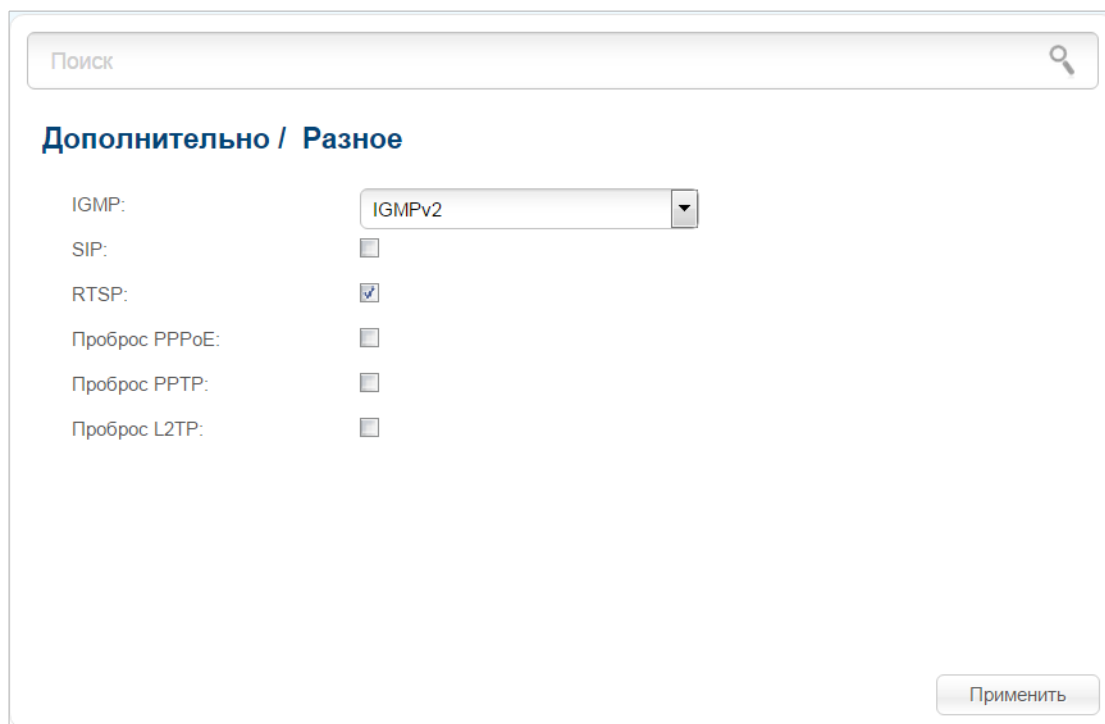 Поиск
Дополнительно / Разное
IGMP: IGMPv2
SIP:
RTSP:
Проброс PPPoE:
Проброс PPTP:
Проброс L2TP:
Применить